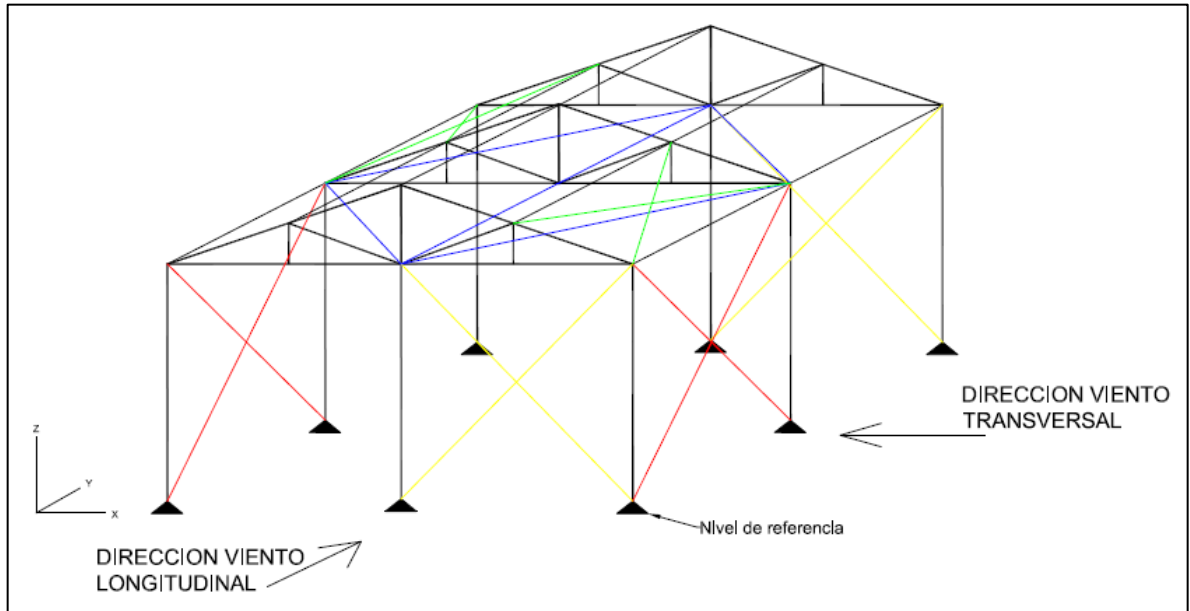 DIRECCION VIENTO
TRANSVERSAL
Z
Y
X
Nivel de referencia
DIRECCION VIENTO
LONGITUDINAL